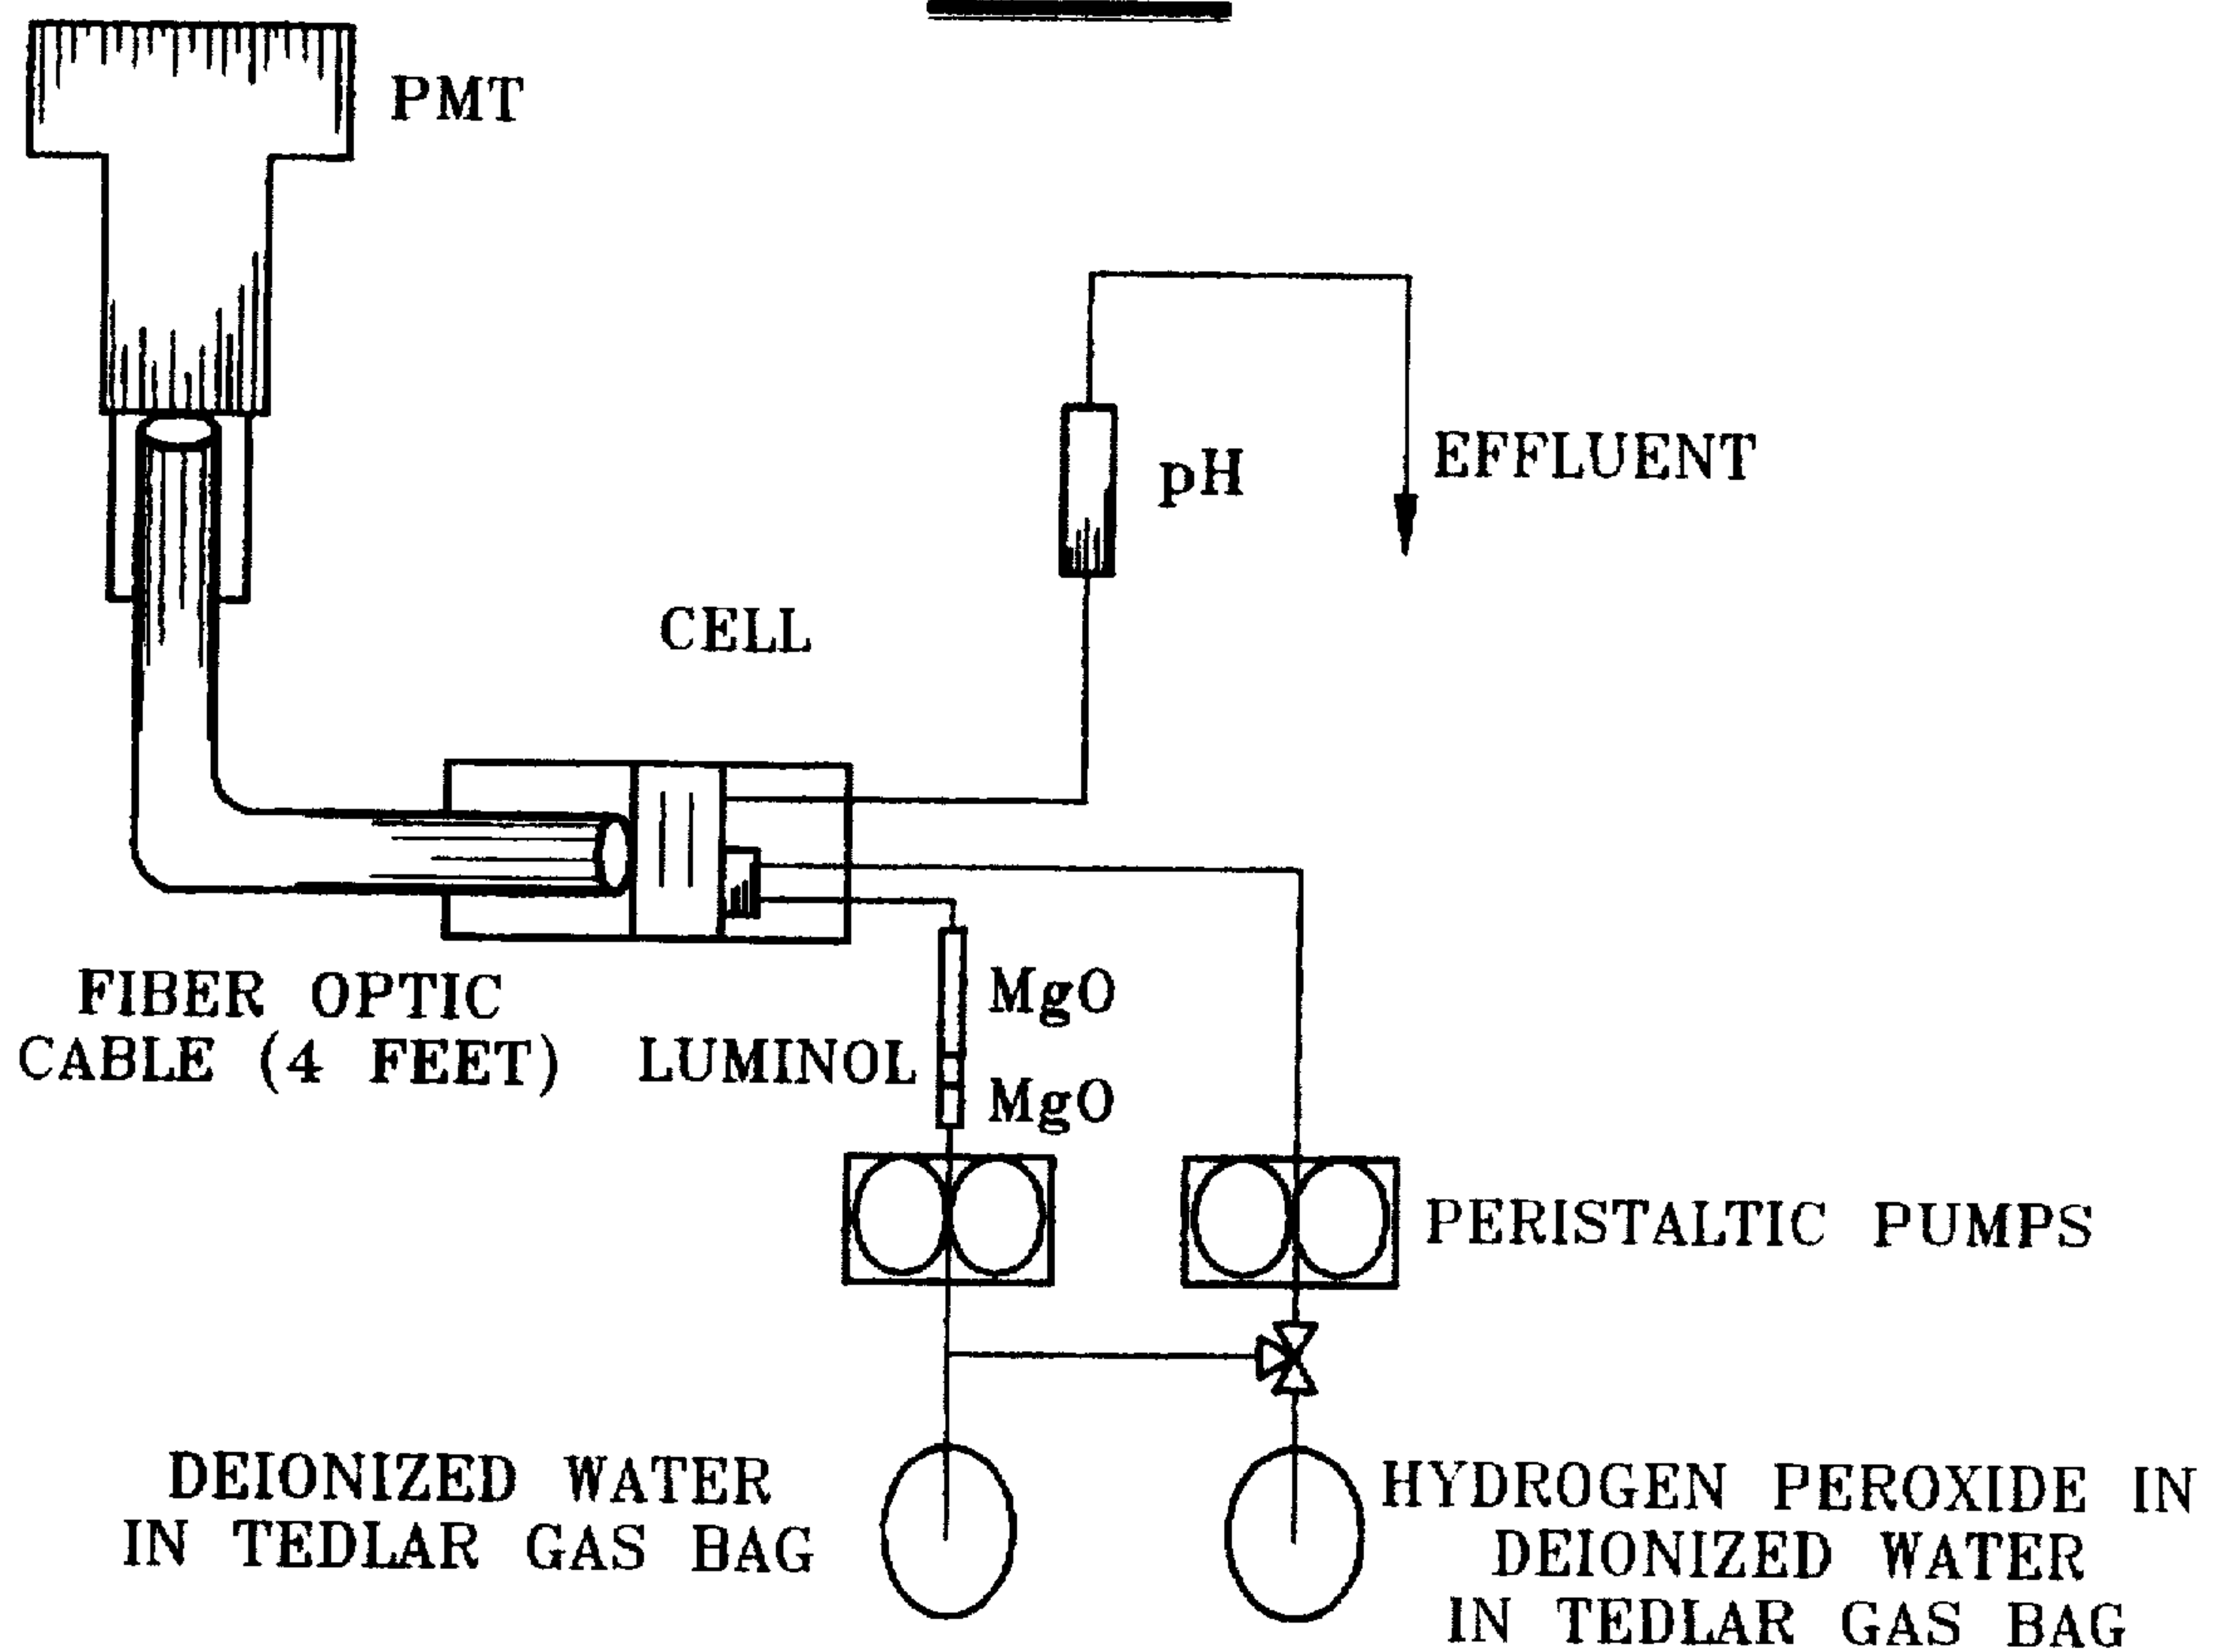 PMT
pH
EFFLUENT
CELL
FIBER OPTIC
CABLE (4 FEET)
LUMINOL
MgO
MgO
PERISTALTIC PUMPS
DEIONIZED WATER
IN TEDLAR GAS BAG
HYDROGEN PEROXIDE IN
DEIONIZED WATER
IN TEDLAR GAS BAG